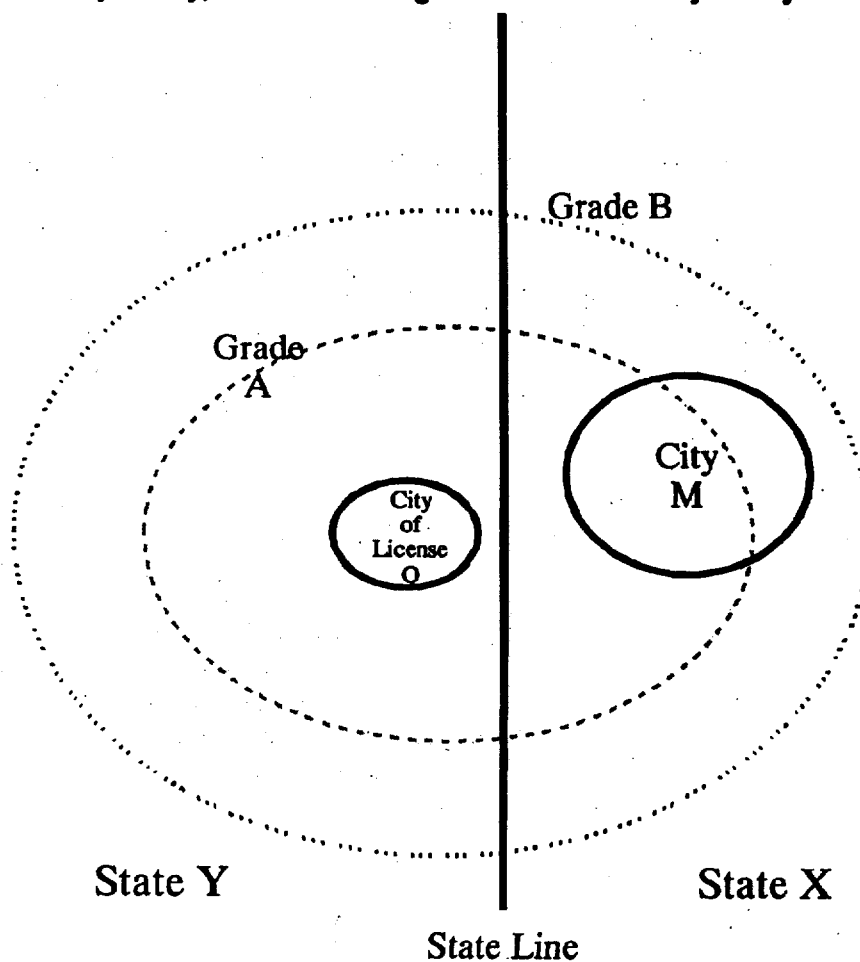 Grade B
Grade
A
City
M
City
of
License
Q
State Y
State X
State Line